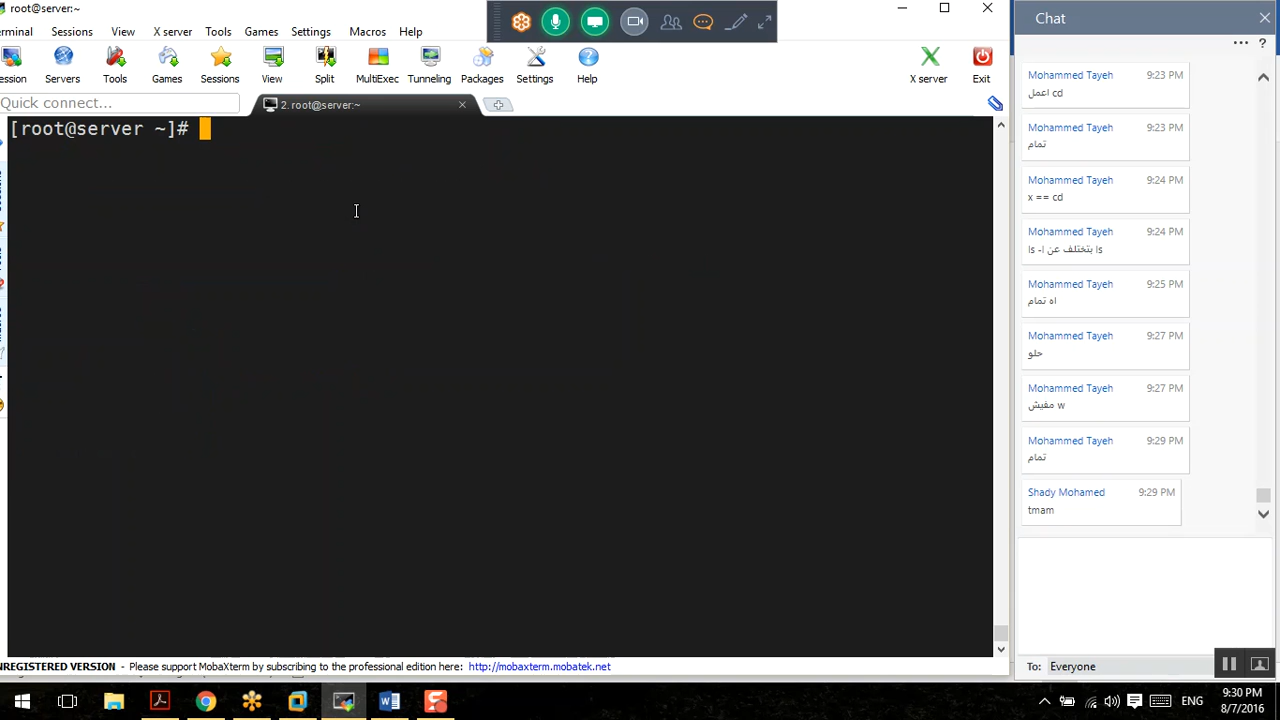 root@server:~
Terminal Sessions View X server Tools Games Settings Macros Help
Session Servers Tools Games Sessions View Split MultiExec Tunneling Packages Settings Help X server Exit
Quick connect...
2. root@server:~
[root@server ~]#
UNREGISTERED VERSION - Please support MobaXterm by subscribing to the professional edition here: http://mobaxterm.mobatek.net
Chat
Mohammed Tayeh 9:23 PM
اعمل cd
Mohammed Tayeh 9:23 PM
تمام
Mohammed Tayeh 9:24 PM
x == cd
Mohammed Tayeh 9:24 PM
ls -l بتختلف عن ls
Mohammed Tayeh 9:25 PM
اه تمام
Mohammed Tayeh 9:27 PM
حلو
Mohammed Tayeh 9:27 PM
مفيش w
Mohammed Tayeh 9:29 PM
تمام
Shady Mohamed 9:29 PM
tmam
To: Everyone
ENG
9:30 PM
8/7/2016